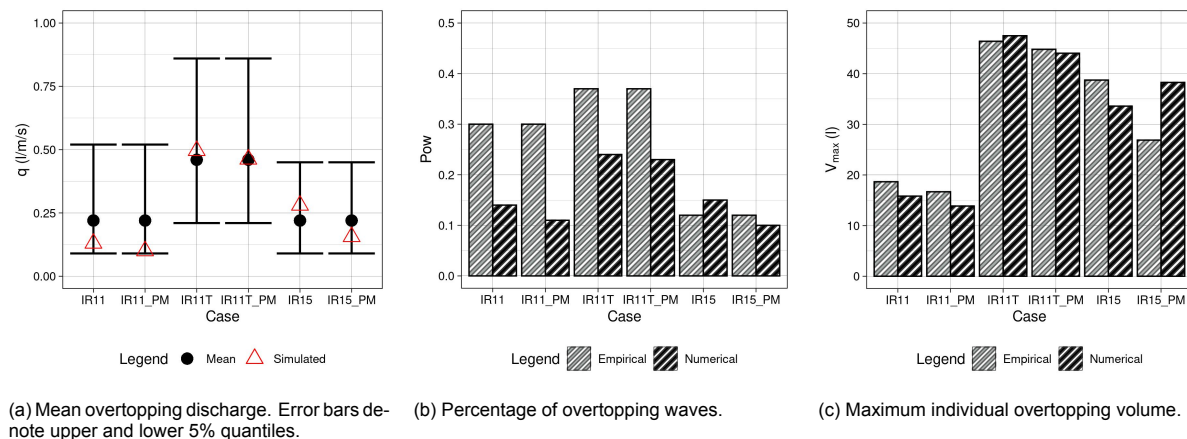 1.00
0.75
0.50
0.25
0.00
q (l/m/s)
IR11 IR11_PM IR11T IR11T_PM IR15 IR15_PM
Case
Legend Mean Simulated
(a) Mean overtopping discharge. Error bars de-
note upper and lower 5% quantiles.
0.5
0.4
0.3
0.2
0.1
0.0
Pow
IR11 IR11_PM IR11T IR11T_PM IR15 IR15_PM
Case
Legend Empirical Numerical
(b) Percentage of overtopping waves.
50
40
30
20
10
0
Vmax (l)
IR11 IR11_PM IR11T IR11T_PM IR15 IR15_PM
Case
Legend Empirical Numerical
(c) Maximum individual overtopping volume.